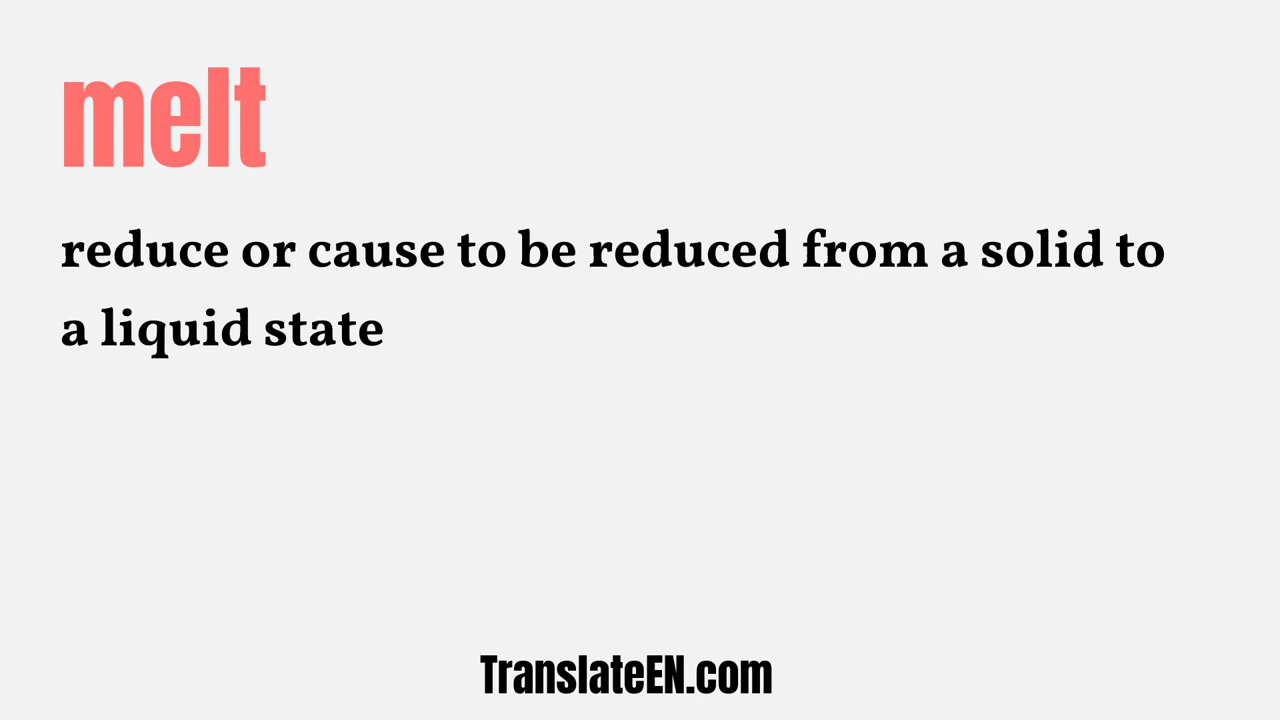 melt
reduce or cause to be reduced from a solid to
a liquid state
TranslateEN.com